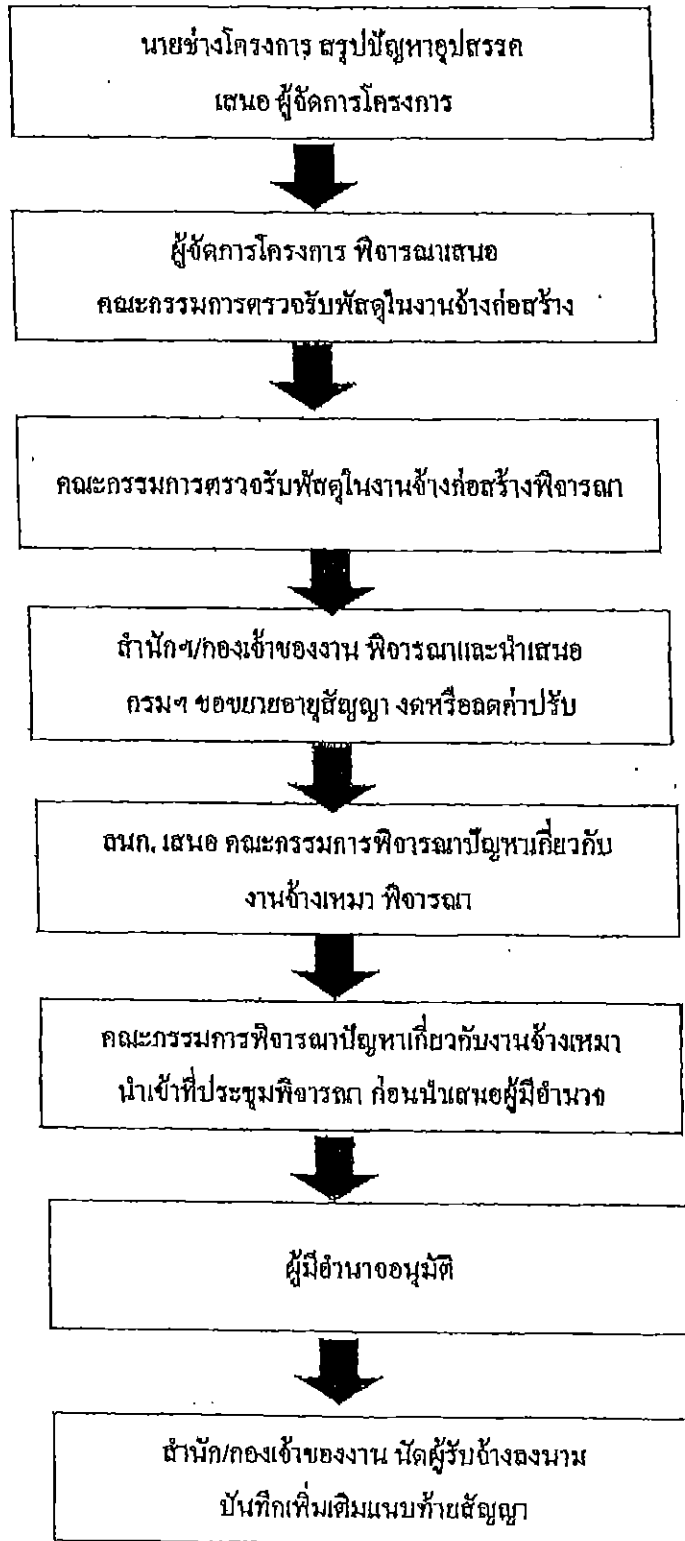 นายช่างโครงการ สรุปปัญหาอุปสรรค
เสนอ ผู้จัดการโครงการ
ผู้จัดการโครงการ พิจารณาเสนอ
คณะกรรมการตรวจรับพัสดุในงานจ้างก่อสร้าง
คณะกรรมการตรวจรับพัสดุในงานจ้างก่อสร้างพิจารณา
สำนักฯ/กองเจ้าของงาน พิจารณาและนำเสนอ
กรมฯ ขอขยายอายุสัญญา งดหรือลดค่าปรับ
สนก. เสนอ คณะกรรมการพิจารณาปัญหาเกี่ยวกับ
งานจ้างเหมา พิจารณา
คณะกรรมการพิจารณาปัญหาเกี่ยวกับงานจ้างเหมา
นำเข้าที่ประชุมพิจารณา ก่อนนำเสนอผู้มีอำนาจ
ผู้มีอำนาจอนุมัติ
สำนัก/กองเจ้าของงาน นัดผู้รับจ้างลงนาม
บันทึกเพิ่มเติมแนบท้ายสัญญา